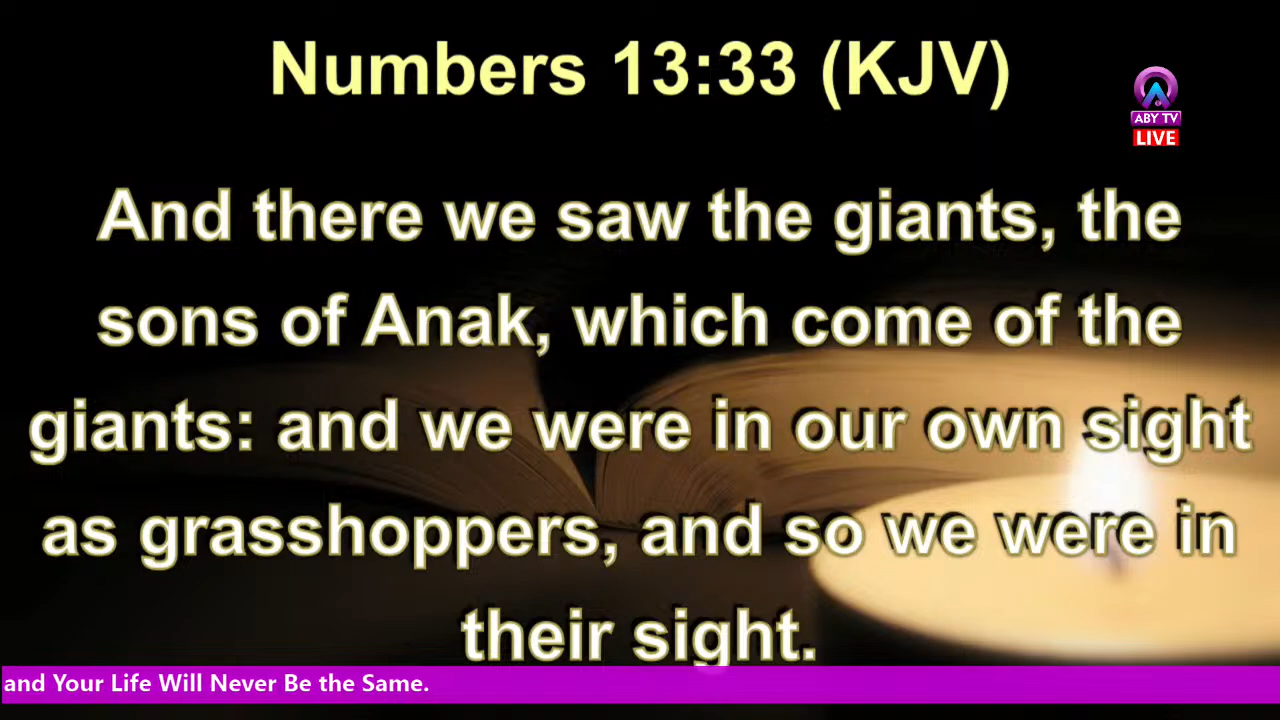 Numbers 13:33 (KJV)
ABY TV
LIVE
And there we saw the giants, the
sons of Anak, which come of the
giants: and we were in our own sight
as grasshoppers, and so we were in
their sight.
and Your Life Will Never Be the Same.